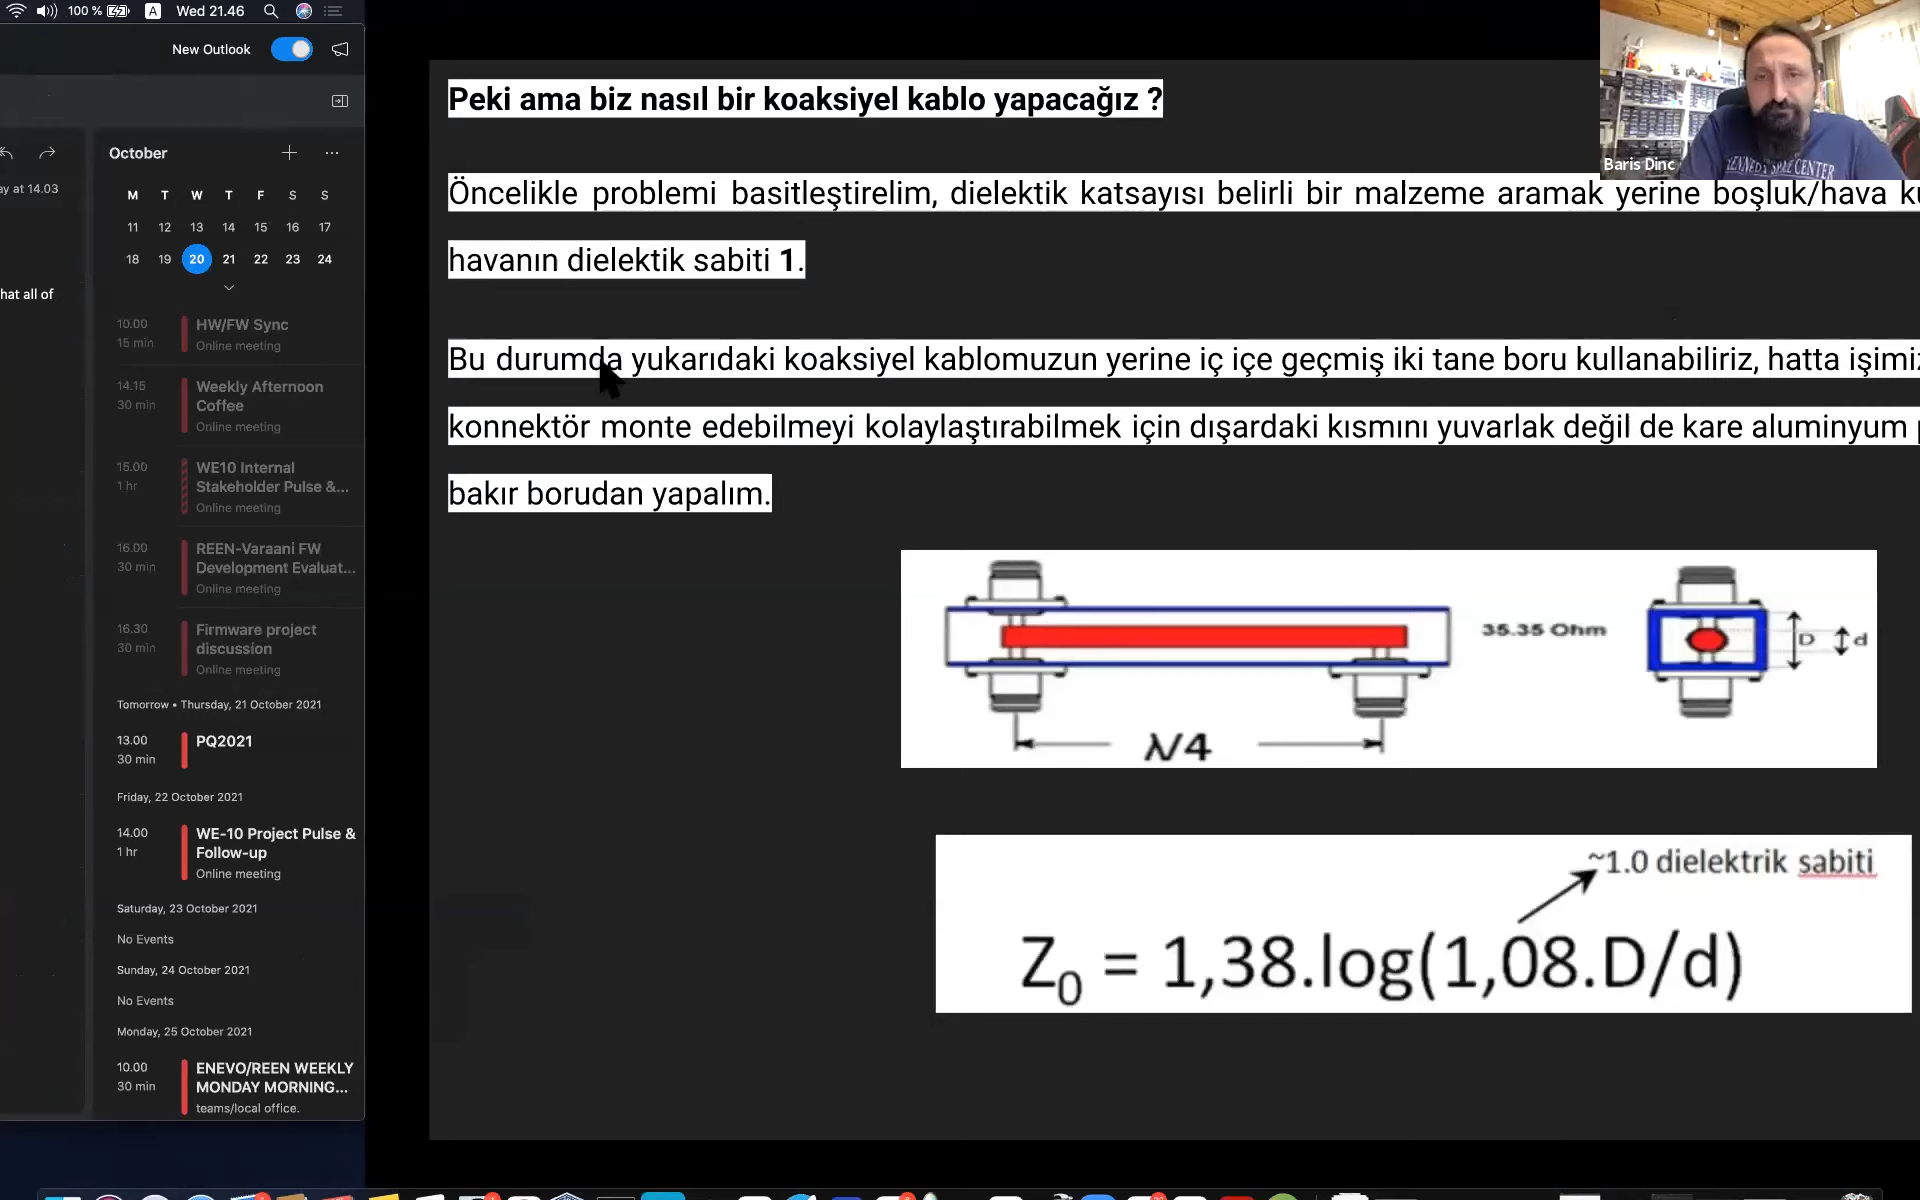 100 %
A
Wed 21.46
New Outlook
ay at 14.03
hat all of
October
M T W T F S S
11 12 13 14 15 16 17
18 19 20 21 22 23 24
10.00 HW/FW Sync
15 min Online meeting
14.15 Weekly Afternoon
30 min Coffee
Online meeting
15.00 WE10 Internal
1 hr Stakeholder Pulse &...
Online meeting
16.00 REEN-Varaani FW
30 min Development Evaluat...
Online meeting
16.30 Firmware project
30 min discussion
Online meeting
Tomorrow • Thursday, 21 October 2021
13.00 PQ2021
30 min
Friday, 22 October 2021
14.00 WE-10 Project Pulse &
1 hr Follow-up
Online meeting
Saturday, 23 October 2021
No Events
Sunday, 24 October 2021
No Events
Monday, 25 October 2021
10.00 ENEVO/REEN WEEKLY
30 min MONDAY MORNING...
teams/local office.
Peki ama biz nasıl bir koaksiyel kablo yapacağız ?
Öncelikle problemi basitleştirelim, dielektik katsayısı belirli bir malzeme aramak yerine boşluk/hava
havanın dielektik sabiti 1.
Bu durumda yukarıdaki koaksiyel kablomuzun yerine iç içe geçmiş iki tane boru kullanabiliriz, hatta
konnektör monte edebilmeyi kolaylaştırabilmek için dışardaki kısmını yuvarlak değil de kare aluminyum
bakır borudan yapalım.
35.35 Ohm
D
d
λ/4
~1.0 dielektrik sabiti
Z0 = 1,38.log(1,08.D/d)
Baris Dinc
CENTER